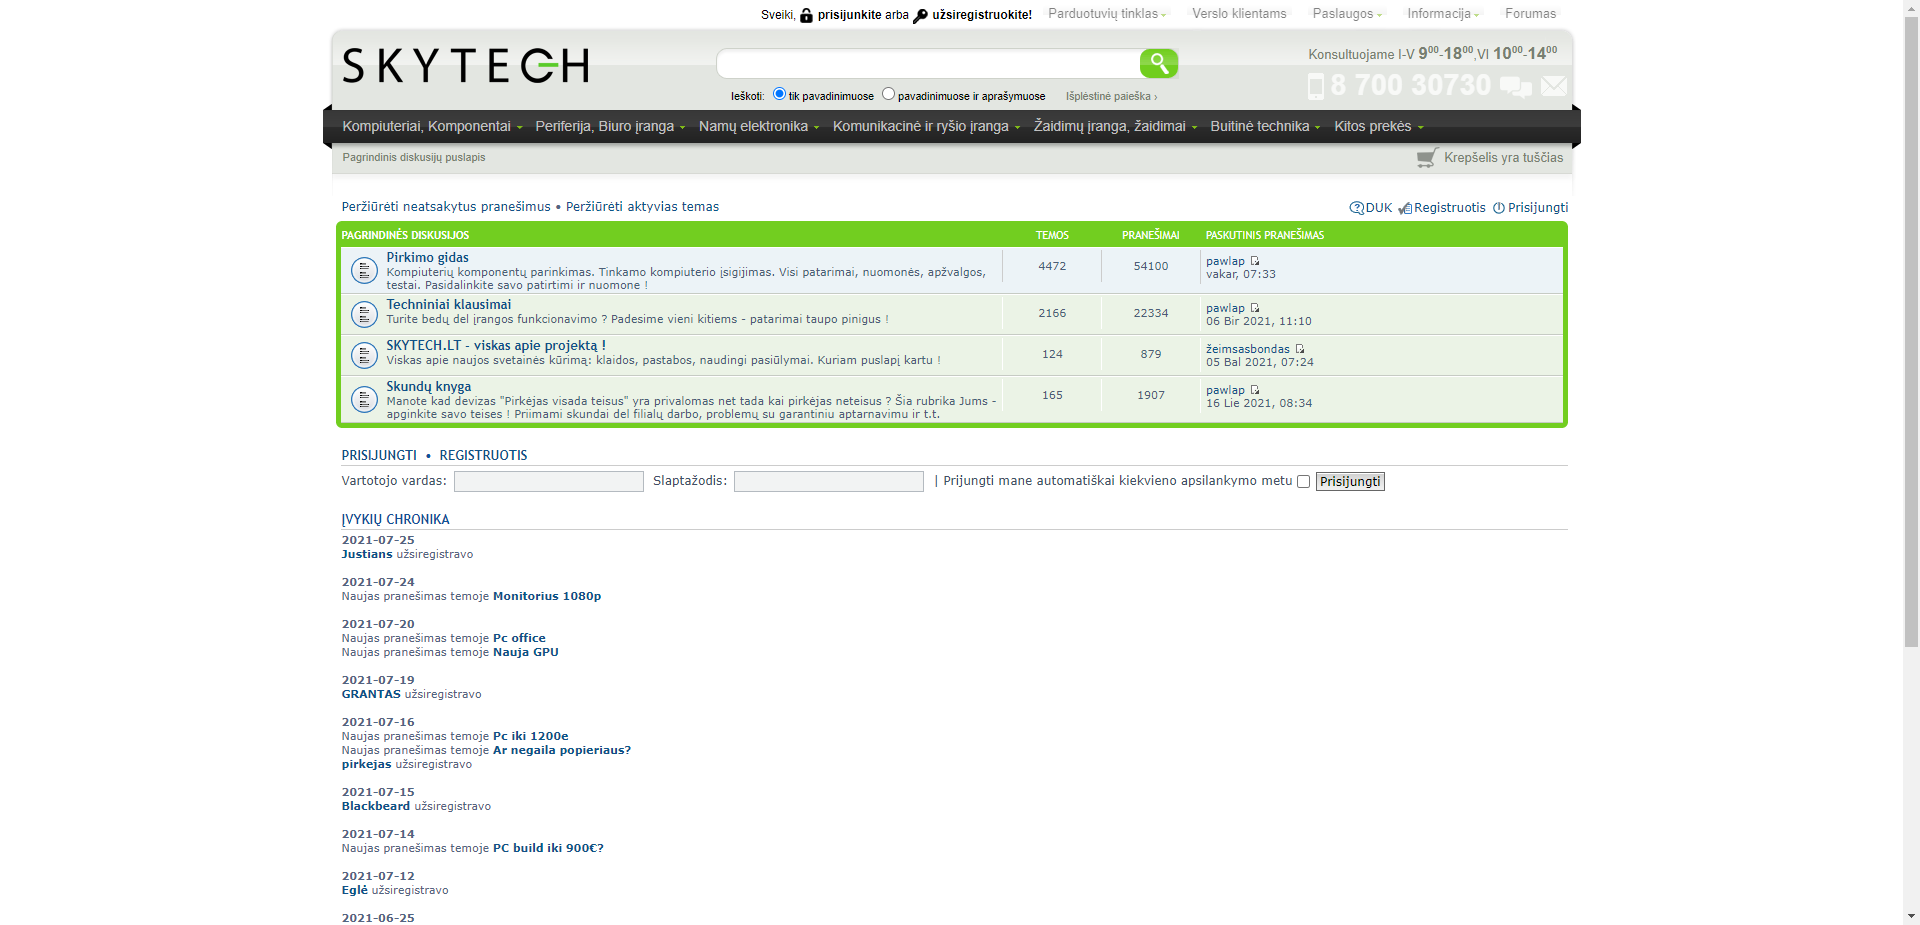 Sveiki, prisijunkite arba užsiregistruokite! Parduotuvių tinklas Verslo klientams Paslaugos Informacija Forumas
SKYTECH
Konsultuojame I-V 9⁰⁰-18⁰⁰,VI 10⁰⁰-14⁰⁰
8 700 30730
Ieškoti: tik pavadinimuose pavadinimuose ir aprašymuose Išplėstinė paieška ›
Kompiuteriai, Komponentai Periferija, Biuro įranga Namų elektronika Komunikacinė ir ryšio įranga Žaidimų įranga, žaidimai Buitinė technika Kitos prekės
Pagrindinis diskusijų puslapis Krepšelis yra tuščias
Peržiūrėti neatsakytus pranešimus • Peržiūrėti aktyvias temas DUK Registruotis Prisijungti
PAGRINDINĖS DISKUSIJOS TEMOS PRANEŠIMAI PASKUTINIS PRANEŠIMAS
Pirkimo gidas
Kompiuterių komponentų parinkimas. Tinkamo kompiuterio įsigijimas. Visi patarimai, nuomonės, apžvalgos,
testai. Pasidalinkite savo patirtimi ir nuomone !
4472 54100
pawlap
vakar, 07:33
Techniniai klausimai
Turite bedų del įrangos funkcionavimo ? Padesime vieni kitiems - patarimai taupo pinigus !
2166 22334
pawlap
06 Bir 2021, 11:10
SKYTECH.LT - viskas apie projektą !
Viskas apie naujos svetainės kūrimą: klaidos, pastabos, naudingi pasiūlymai. Kuriam puslapį kartu !
124 879
žeimsasbondas
05 Bal 2021, 07:24
Skundų knyga
Manote kad devizas "Pirkėjas visada teisus" yra privalomas net tada kai pirkėjas neteisus ? Šia rubrika Jums -
apginkite savo teises ! Priimami skundai del filialų darbo, problemų su garantiniu aptarnavimu ir t.t.
165 1907
pawlap
16 Lie 2021, 08:34
PRISIJUNGTI • REGISTRUOTIS
Vartotojo vardas: Slaptažodis: | Prijungti mane automatiškai kiekvieno apsilankymo metu Prisijungti
ĮVYKIŲ CHRONIKA
2021-07-25
Justians užsiregistravo
2021-07-24
Naujas pranešimas temoje Monitorius 1080p
2021-07-20
Naujas pranešimas temoje Pc office
Naujas pranešimas temoje Nauja GPU
2021-07-19
GRANTAS užsiregistravo
2021-07-16
Naujas pranešimas temoje Pc iki 1200e
Naujas pranešimas temoje Ar negaila popieriaus?
pirkejas užsiregistravo
2021-07-15
Blackbeard užsiregistravo
2021-07-14
Naujas pranešimas temoje PC build iki 900€?
2021-07-12
Eglė užsiregistravo
2021-06-25